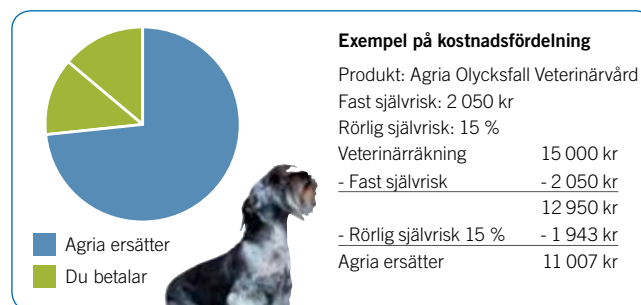 Exempel på kostnadsfördelning
Produkt: Agria Olycksfall Veterinärvård
Fast självrisk: 2 050 kr
Rörlig självrisk: 15 %
Veterinärräkning 15 000 kr
- Fast självrisk - 2 050 kr
12 950 kr
- Rörlig självrisk 15 % - 1 943 kr
Agria ersätter 11 007 kr
Agria ersätter
Du betalar